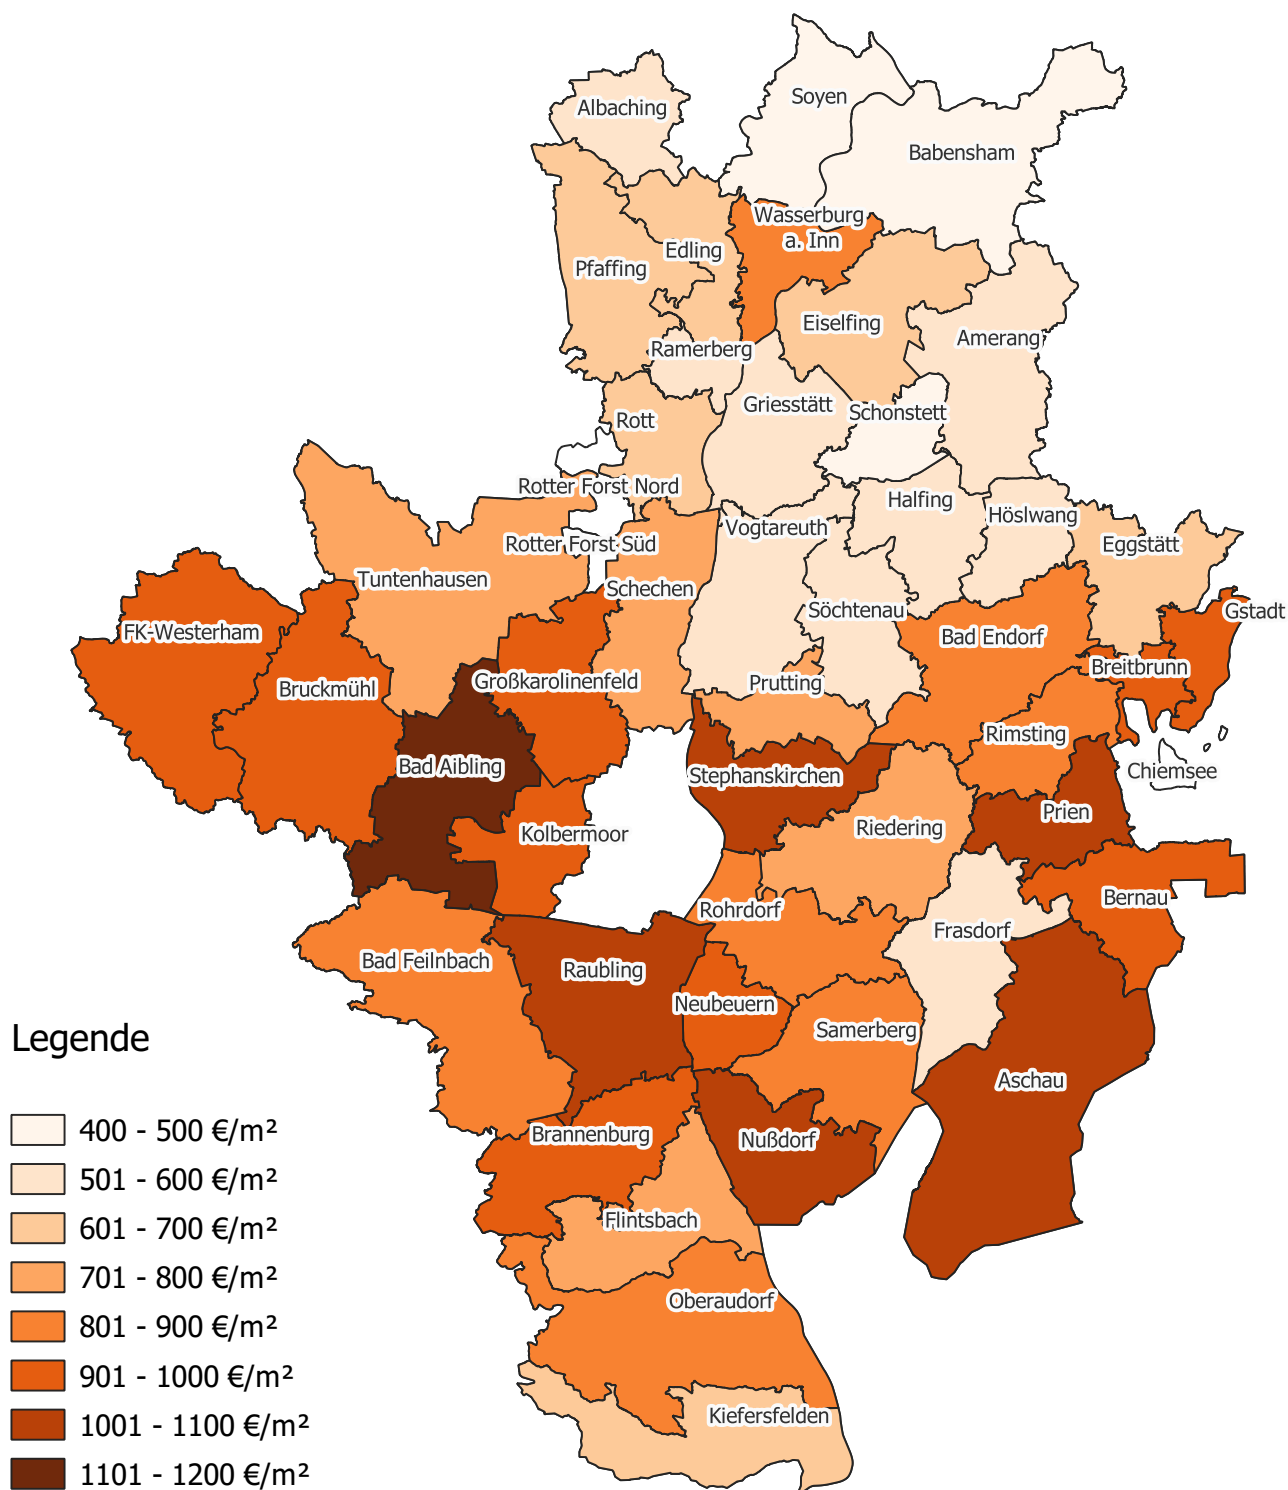 Soyen
Albaching
Babensham
Wasserburg
a. Inn
Edling
Pfaffing
Eiselfing
Amerang
Ramerberg
Griesstätt
Schonstett
Rott
Rotter Forst Nord
Halfing
Höslwang
Vogtareuth
Rotter Forst Süd
Eggstätt
Tuntenhausen
Schechen
Söchtenau
Gstadt
FK-Westerham
Bad Endorf
Breitbrunn
Bruckmühl
Großkarolinenfeld
Prutting
Rimsting
Bad Aibling
Stephanskirchen
Chiemsee
Prien
Kolbermoor
Riedering
Bernau
Rohrdorf
Frasdorf
Bad Feilnbach
Raubling
Neubeuern
Samerberg
Aschau
Brannenburg
Nußdorf
Flintsbach
Oberaudorf
Kiefersfelden
Legende
400 - 500 €/m²
501 - 600 €/m²
601 - 700 €/m²
701 - 800 €/m²
801 - 900 €/m²
901 - 1000 €/m²
1001 - 1100 €/m²
1101 - 1200 €/m²